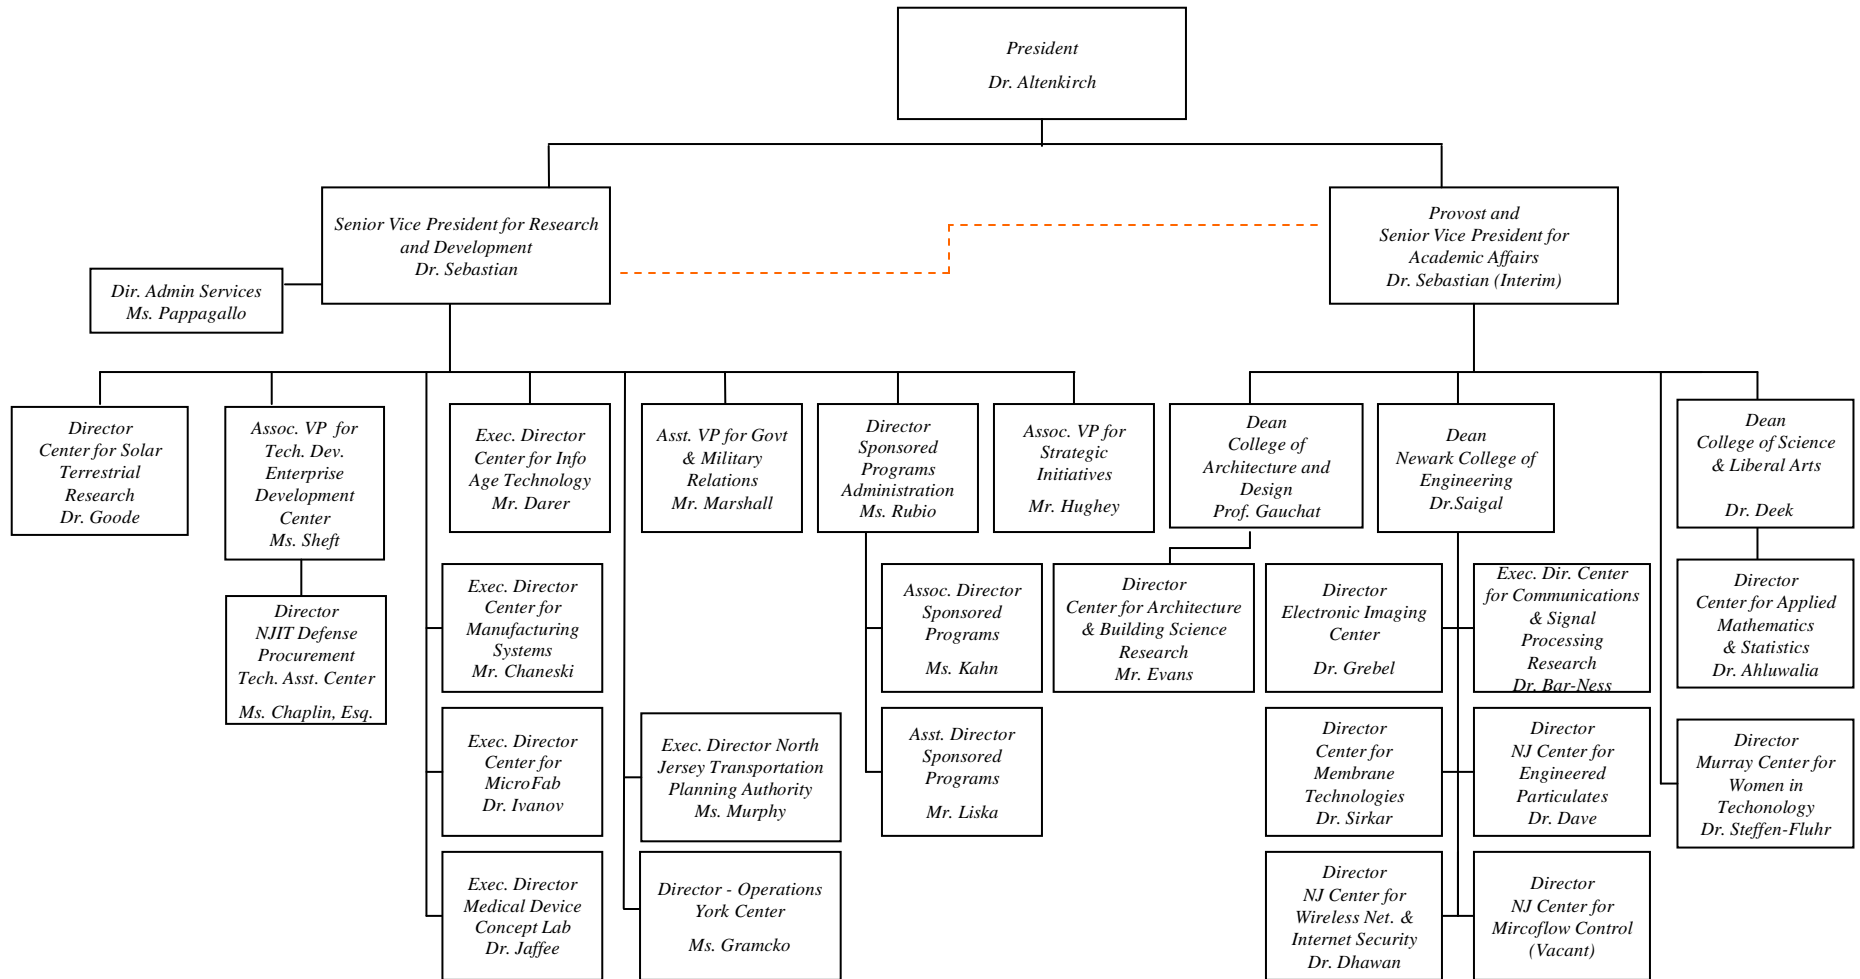 President
Dr. Altenkirch
Senior Vice President for Research
and Development
Dr. Sebastian
Provost and
Senior Vice President for
Academic Affairs
Dr. Sebastian (Interim)
Dir. Admin Services
Ms. Pappagallo
Director
Center for Solar
Terrestrial
Research
Dr. Goode
Assoc. VP for
Tech. Dev.
Enterprise
Development
Center
Ms. Sheft
Exec. Director
Center for Info
Age Technology
Mr. Darer
Asst. VP for Govt
& Military
Relations
Mr. Marshall
Director
Sponsored
Programs
Administration
Ms. Rubio
Assoc. VP for
Strategic
Initiatives
Mr. Hughey
Dean
College of
Architecture and
Design
Prof. Gauchat
Dean
Newark College of
Engineering
Dr.Saigal
Dean
College of Science
& Liberal Arts
Dr. Deek
Director
NJIT Defense
Procurement
Tech. Asst. Center
Ms. Chaplin, Esq.
Exec. Director
Center for
Manufacturing
Systems
Mr. Chaneski
Assoc. Director
Sponsored
Programs
Ms. Kahn
Director
Center for Architecture
& Building Science
Research
Mr. Evans
Director
Electronic Imaging
Center
Dr. Grebel
Exec. Dir. Center
for Communications
& Signal
Processing
Research
Dr. Bar-Ness
Director
Center for Applied
Mathematics
& Statistics
Dr. Ahluwalia
Exec. Director
Center for
MicroFab
Dr. Ivanov
Exec. Director North
Jersey Transportation
Planning Authority
Ms. Murphy
Asst. Director
Sponsored
Programs
Mr. Liska
Director
Center for
Membrane
Technologies
Dr. Sirkar
Director
NJ Center for
Engineered
Particulates
Dr. Dave
Director
Murray Center for
Women in
Techonology
Dr. Steffen-Fluhr
Exec. Director
Medical Device
Concept Lab
Dr. Jaffee
Director - Operations
York Center
Ms. Gramcko
Director
NJ Center for
Wireless Net. &
Internet Security
Dr. Dhawan
Director
NJ Center for
Mircoflow Control
(Vacant)